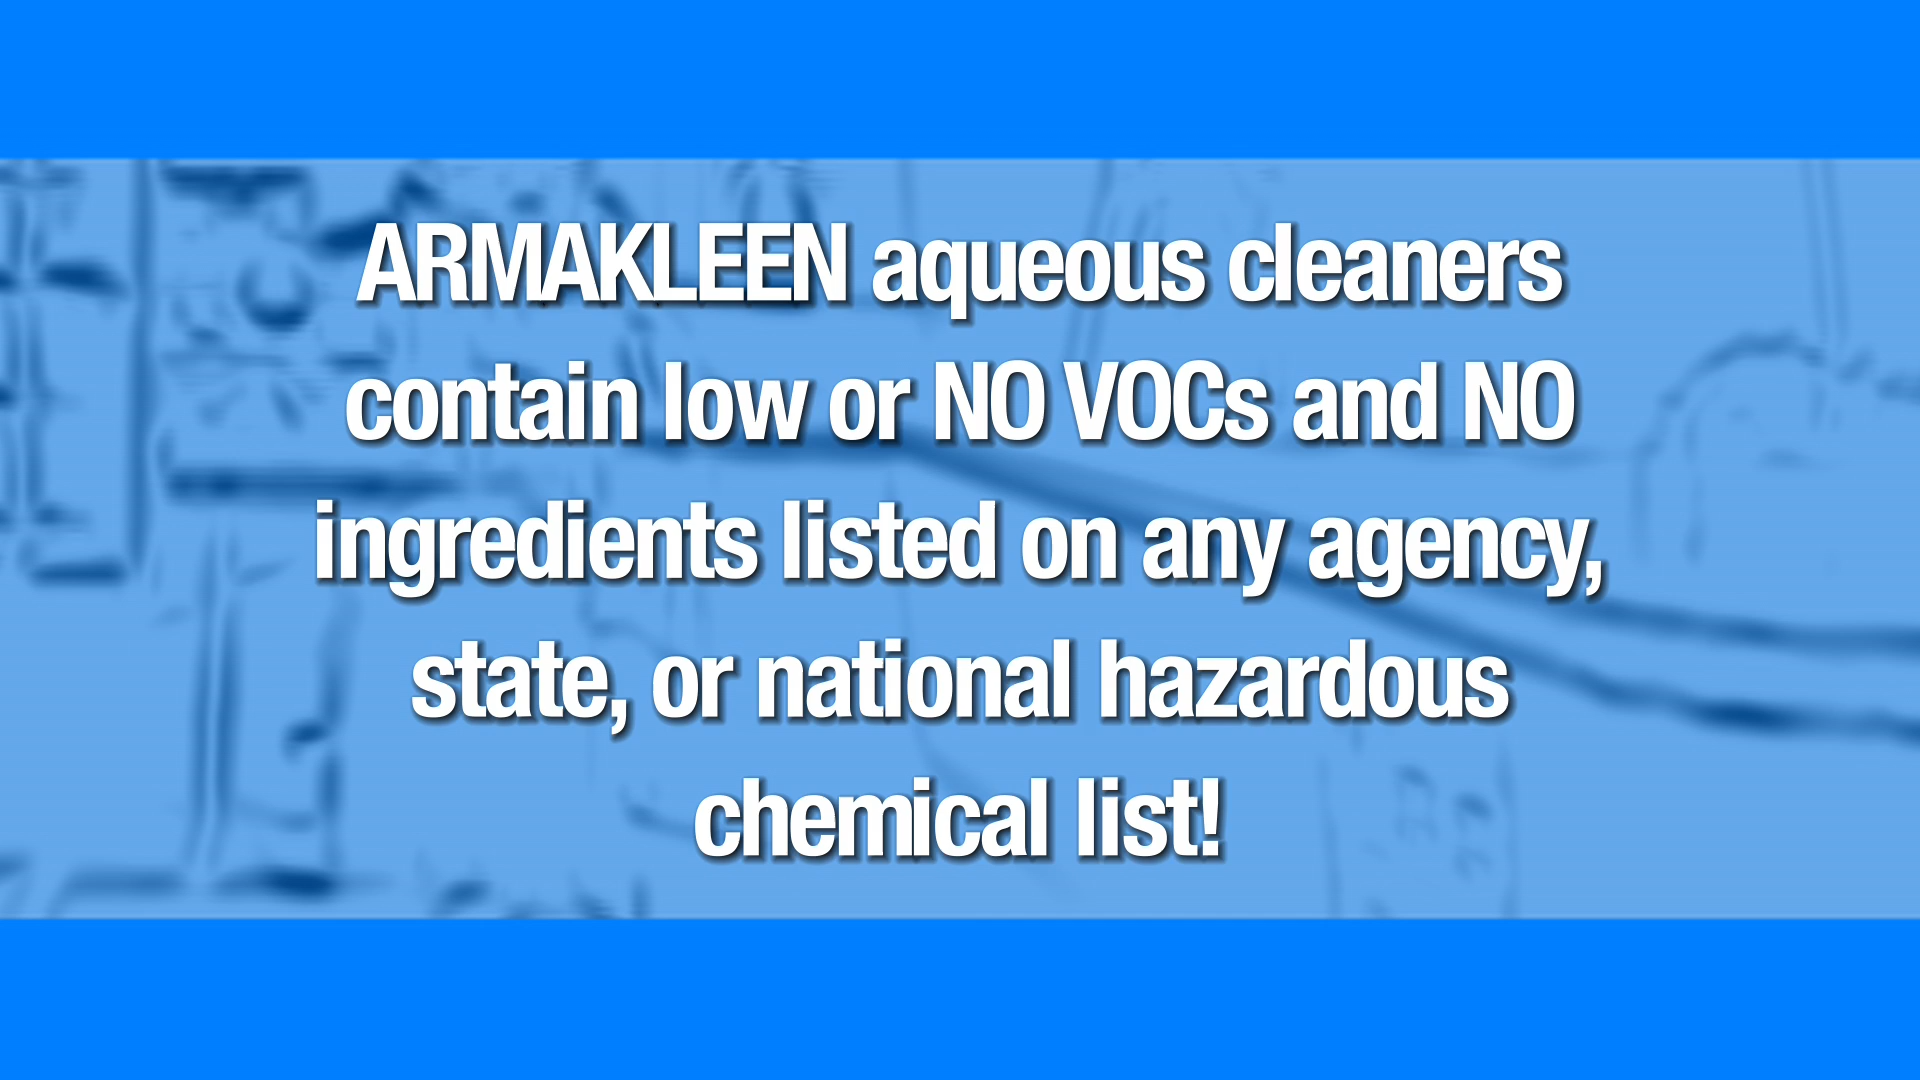 ARMAKLEEN aqueous cleaners
contain low or NO VOCs and NO
ingredients listed on any agency,
state, or national hazardous
chemical list!